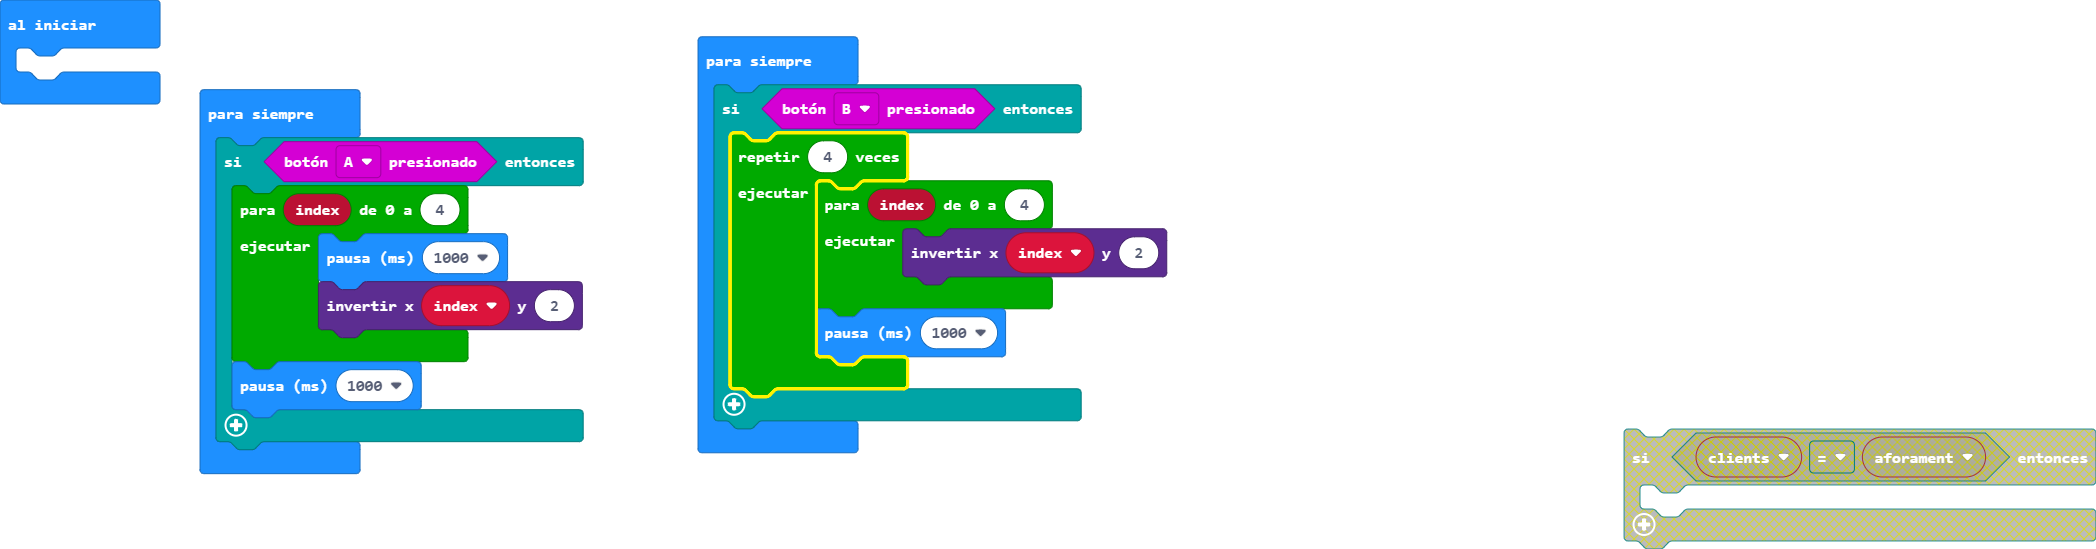 al iniciar
para siempre
si botón A presionado entonces
para index de 0 a 4
ejecutar
pausa (ms) 1000
invertir x index y 2
pausa (ms) 1000
para siempre
si botón B presionado entonces
repetir 4 veces
ejecutar
para index de 0 a 4
ejecutar
invertir x index y 2
pausa (ms) 1000
si clients = aforament entonces